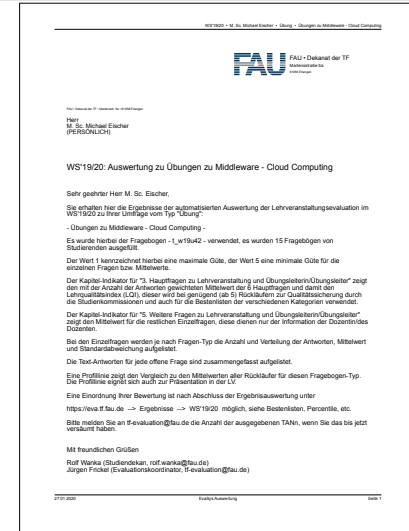 WS'19/20 • M. Sc. Michael Eischer • Übung • Übungen zu Middleware - Cloud Computing
FAU
FAU • Dekanat der TF
Martensstraße 5a
91058 Erlangen
Herr
M. Sc. Michael Eischer
(PERSÖNLICH)
WS'19/20: Auswertung zu Übungen zu Middleware - Cloud Computing
Sehr geehrter Herr M. Sc. Eischer,
Sie erhalten hier die Ergebnisse der automatisierten Auswertung der Lehrveranstaltungsevaluation im
WS'19/20 zu Ihrer Umfrage vom Typ "Übung":
- Übungen zu Middleware - Cloud Computing -
Es wurde hierbei der Fragebogen - t_w19u42 - verwendet, es wurden 15 Fragebögen von
Studierenden ausgefüllt.
Der Wert 1 kennzeichnet hierbei eine maximale Güte, der Wert 5 eine minimale Güte für die
einzelnen Fragen bzw. Mittelwerte.
Der Kapitel-Indikator für "3. Hauptfragen zu Lehrveranstaltung und Übungsleiterin/Übungsleiter" zeigt
den mit der Anzahl der Antworten gewichteten Mittelwert der 6 Hauptfragen und damit den
Lehrqualitätsindex (LQI), dieser wird bei genügend (ab 5) Rückläufern zur Qualitätssicherung durch
die Studienkommissionen und auch für die Bestenlisten der verschiedenen Kategorien verwendet.
Der Kapitel-Indikator für "5. Weitere Fragen zu Lehrveranstaltung und Übungsleiterin/Übungsleiter"
zeigt den Mittelwert für die restlichen Einzelfragen, diese dienen nur der Information der Dozentin/des
Dozenten.
Bei den Einzelfragen werden je nach Fragen-Typ die Anzahl und Verteilung der Antworten, Mittelwert
und Standardabweichung aufgelistet.
Die Text-Antworten für jede offene Frage sind zusammengefasst aufgelistet.
Eine Profillinie zeigt den Vergleich zu den Mittelwerten aller Rückläufer für diesen Fragebogen-Typ.
Die Profillinie eignet sich auch zur Präsentation in der LV.
Eine Einordnung Ihrer Bewertung ist nach Abschluss der Ergebnisauswertung unter
https://eva.tf.fau.de --> Ergebnisse --> WS'19/20 möglich, siehe Bestenlisten, Percentile, etc.
Bitte melden Sie an tf-evaluation@fau.de die Anzahl der ausgegebenen TANn, wenn Sie das bis jetzt
versäumt haben.
Mit freundlichen Grüßen
Rolf Wanka (Studiendekan, rolf.wanka@fau.de)
Jürgen Frickel (Evaluationskoordinator, tf-evaluation@fau.de)
27.01.2020
EvaSys Auswertung
Seite 1